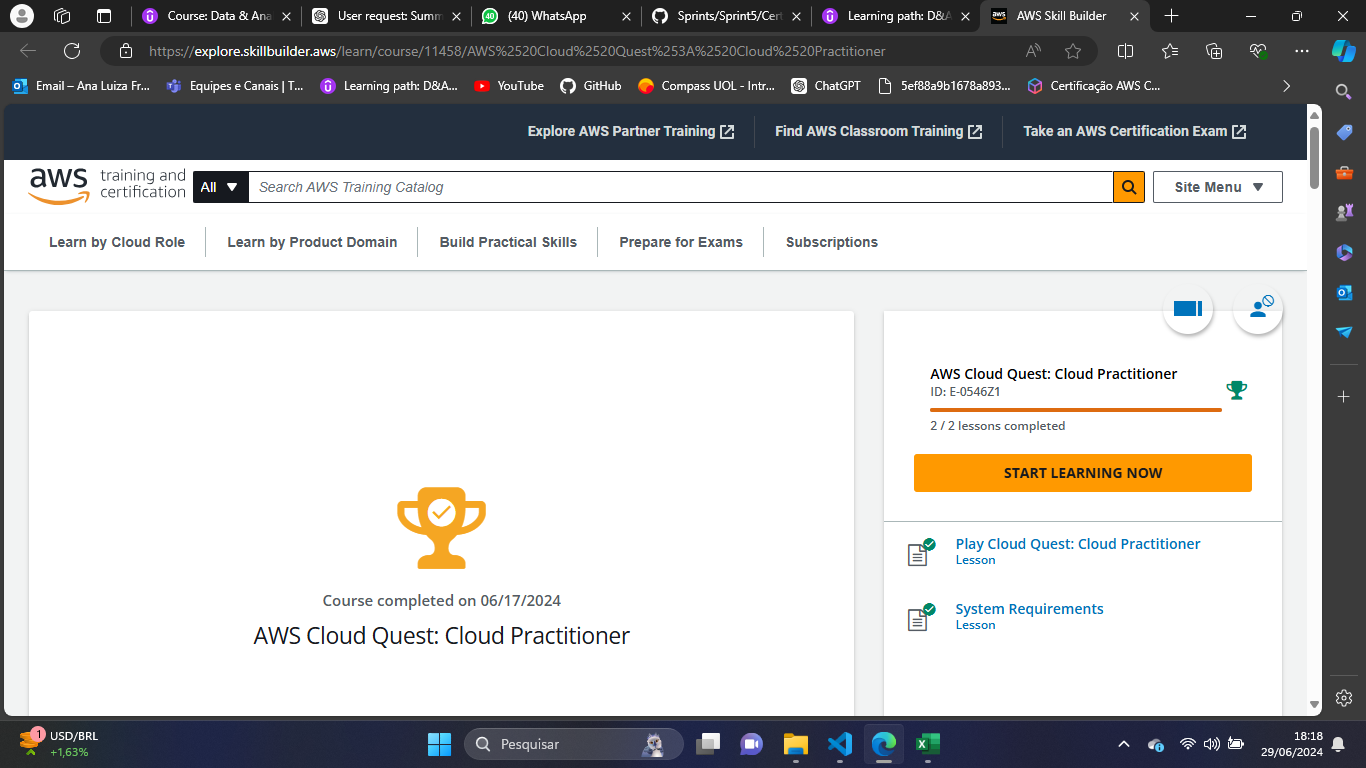 Course: Data & Ana
User request: Summ
40
(40) WhatsApp
Sprints/Sprint5/Cert
Learning path: D&A
aws
AWS Skill Builder
https://explore.skillbuilder.aws/learn/course/11458/AWS%2520Cloud%2520Quest%253A%2520Cloud%2520Practitioner
Email – Ana Luiza Fr...
Equipes e Canais | T...
Learning path: D&A...
YouTube
GitHub
Compass UOL - Intr...
ChatGPT
5ef88a9b1678a893...
Certificação AWS C...
Explore AWS Partner Training
Find AWS Classroom Training
Take an AWS Certification Exam
aws training and certification
All
Search AWS Training Catalog
Site Menu
Learn by Cloud Role
Learn by Product Domain
Build Practical Skills
Prepare for Exams
Subscriptions
Course completed on 06/17/2024
AWS Cloud Quest: Cloud Practitioner
AWS Cloud Quest: Cloud Practitioner
ID: E-0546Z1
2 / 2 lessons completed
START LEARNING NOW
Play Cloud Quest: Cloud Practitioner
Lesson
System Requirements
Lesson
1
USD/BRL
+1,63%
Pesquisar
18:18
29/06/2024